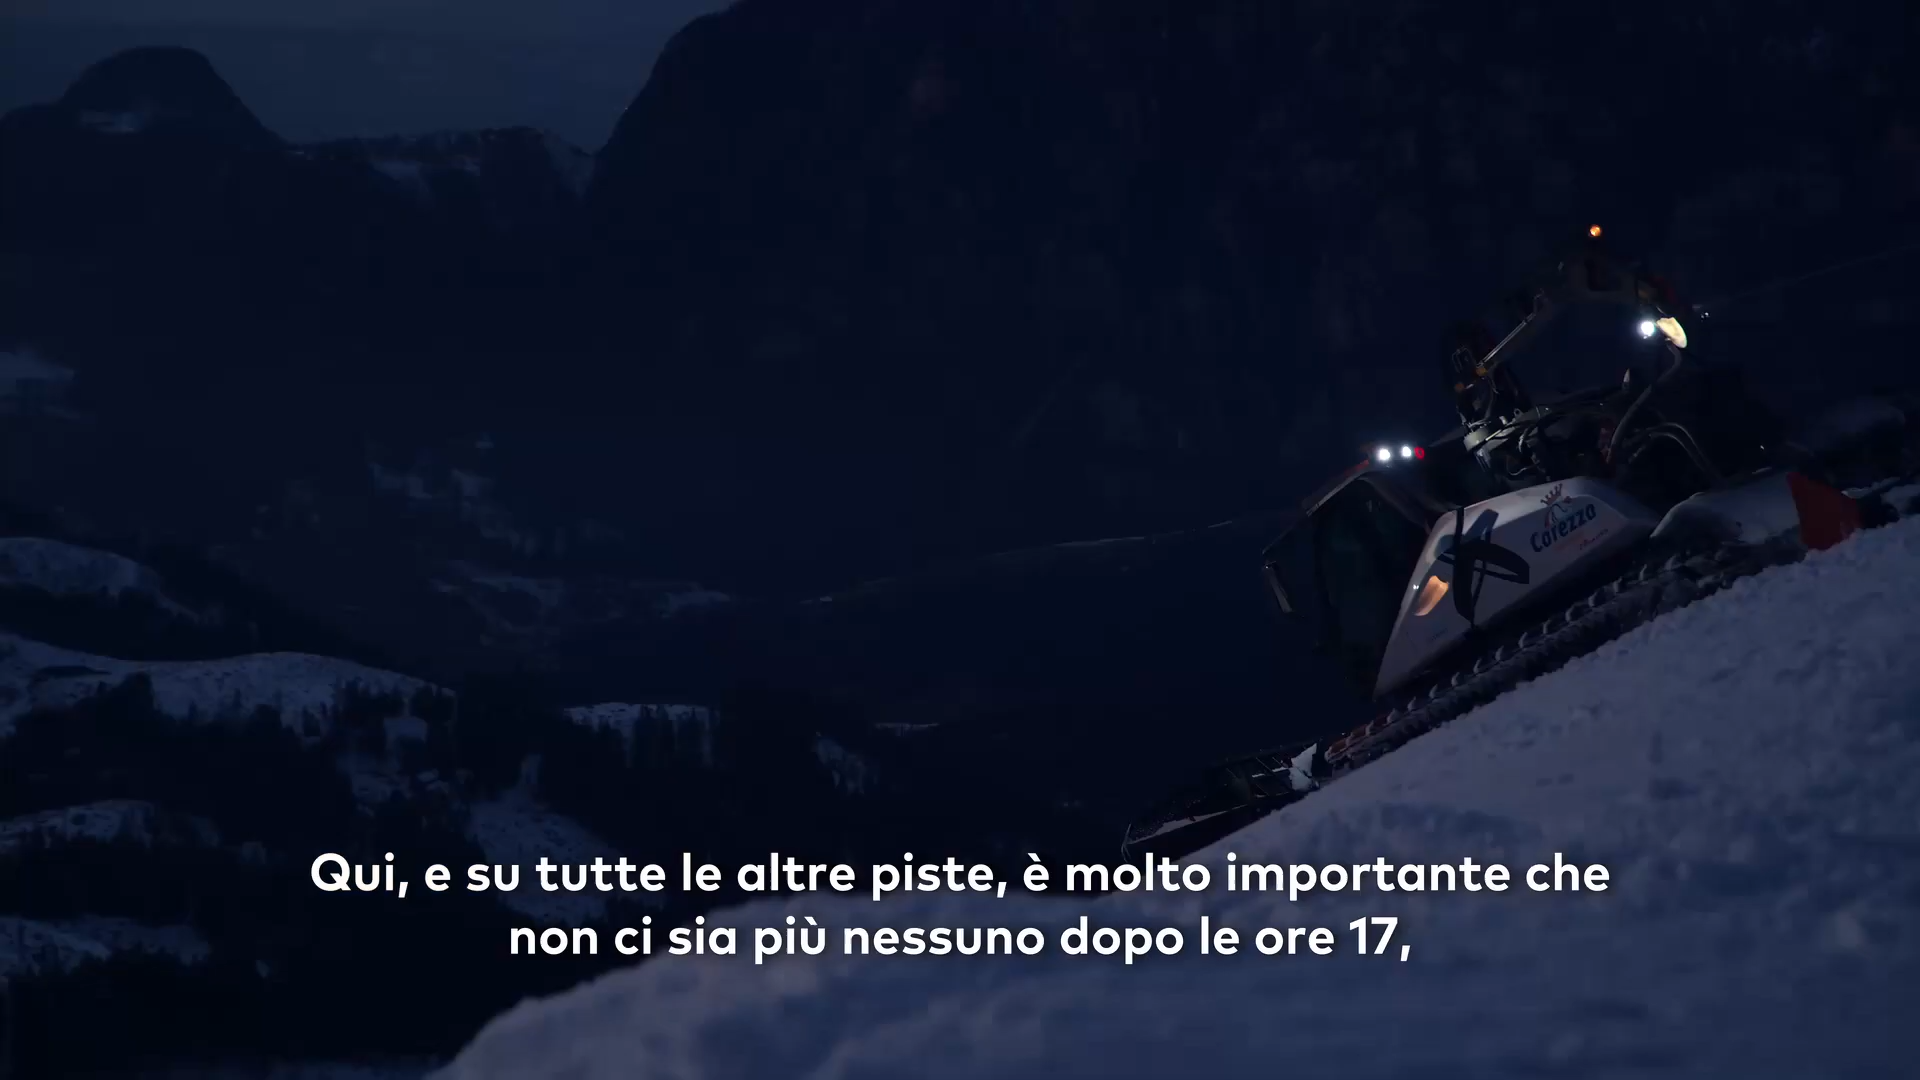 Carezza
Qui, e su tutte le altre piste, è molto importante che
non ci sia più nessuno dopo le ore 17,